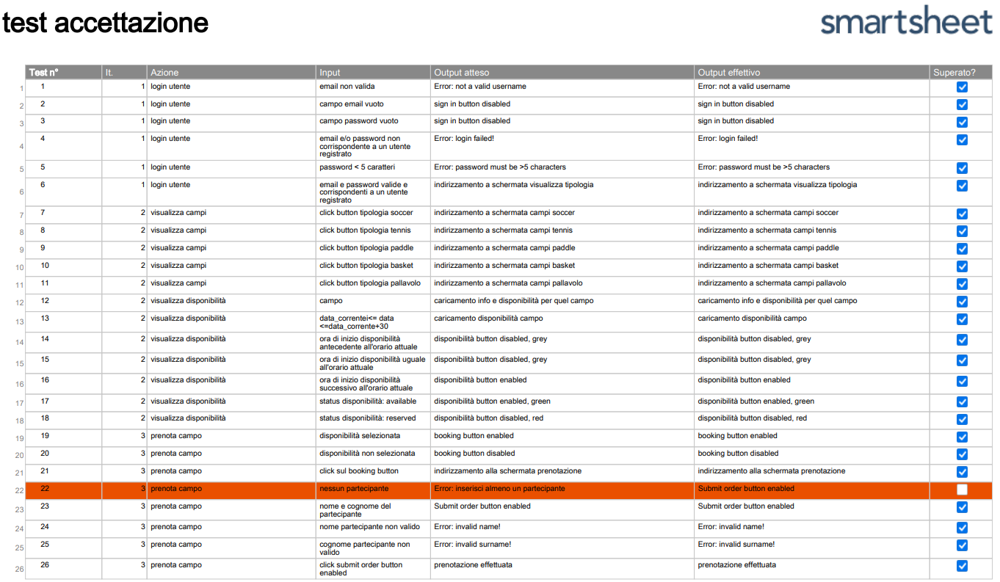 test accettazione
smartsheet
Test n° It. Azione Input Output atteso Output effettivo Superato?
1 1 1 login utente email non valida Error: not a valid username Error: not a valid username
2 2 1 login utente campo email vuoto sign in button disabled sign in button disabled
3 3 1 login utente campo password vuoto sign in button disabled sign in button disabled
4 4 1 login utente email e/o password non Error: login failed! Error: login failed!
corrispondente a un utente
registrato
5 5 1 login utente password < 5 caratteri Error: password must be >5 characters Error: password must be >5 characters
6 6 1 login utente email e password valide e indirizzamento a schermata visualizza tipologia indirizzamento a schermata visualizza tipologia
corrispondenti a un utente
registrato
7 7 2 visualizza campi click button tipologia soccer indirizzamento a schermata campi soccer indirizzamento a schermata campi soccer
8 8 2 visualizza campi click button tipologia tennis indirizzamento a schermata campi tennis indirizzamento a schermata campi tennis
9 9 2 visualizza campi click button tipologia paddle indirizzamento a schermata campi paddle indirizzamento a schermata campi paddle
10 10 2 visualizza campi click button tipologia basket indirizzamento a schermata campi basket indirizzamento a schermata campi basket
11 11 2 visualizza campi click button tipologia pallavolo indirizzamento a schermata campi pallavolo indirizzamento a schermata campi pallavolo
12 12 2 visualizza disponibilità campo caricamento info e disponibilità per quel campo caricamento info e disponibilità per quel campo
13 13 2 visualizza disponibilità data_correntei<= data caricamento disponibilità campo caricamento disponibilità campo
<=data_corrente+30
14 14 2 visualizza disponibilità ora di inizio disponibilità disponibilità button disabled, grey disponibilità button disabled, grey
antecedente all'orario attuale
15 15 2 visualizza disponibilità ora di inizio disponibilità uguale disponibilità button disabled, grey disponibilità button disabled, grey
all'orario attuale
16 16 2 visualizza disponibilità ora di inizio disponibilità disponibilità button enabled disponibilità button enabled
successivo all'orario attuale
17 17 2 visualizza disponibilità status disponibilità: available disponibilità button enabled, green disponibilità button enabled, green
18 18 2 visualizza disponibilità status disponibilità: reserved disponibilità button disabled, red disponibilità button disabled, red
19 19 3 prenota campo disponibilità selezionata booking button enabled booking button enabled
20 20 3 prenota campo disponibilità non selezionata booking button disabled booking button disabled
21 21 3 prenota campo click sul booking button indirizzamento alla schermata prenotazione indirizzamento alla schermata prenotazione
22 22 3 prenota campo nessun partecipante Error: inserisci almeno un partecipante Submit order button enabled
23 23 3 prenota campo nome e cognome del Submit order button enabled Submit order button enabled
partecipante
24 24 3 prenota campo nome partecipante non valido Error: invalid name! Error: invalid name!
25 25 3 prenota campo cognome partecipante non Error: invalid surname! Error: invalid surname!
valido
26 26 3 prenota campo click submit order button prenotazione effettuata prenotazione effettuata
enabled